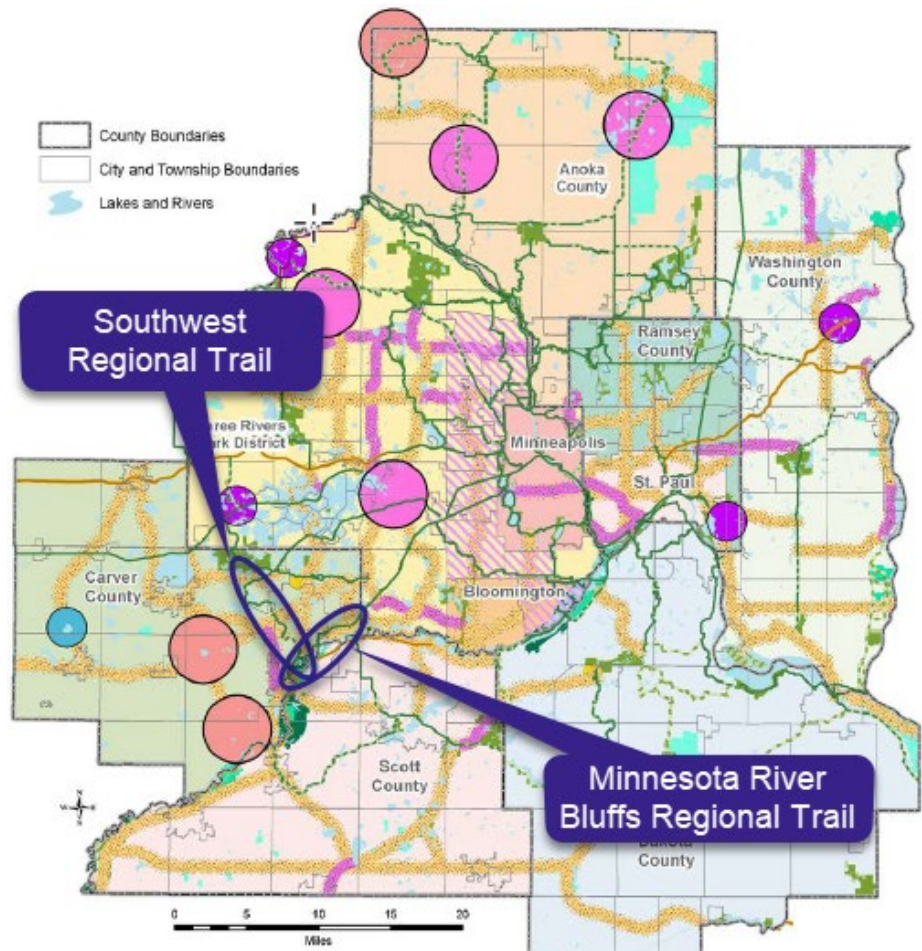 County Boundaries
City and Township Boundaries
Lakes and Rivers
Anoka
County
Washington
County
Southwest
Regional Trail
Ramsey
County
Rivers
Park District
Minneapolis
St. Paul
Carver
County
Bloomington
Scott
County
Minnesota River
Bluffs Regional Trail
County
0 5 10 15 20
Miles